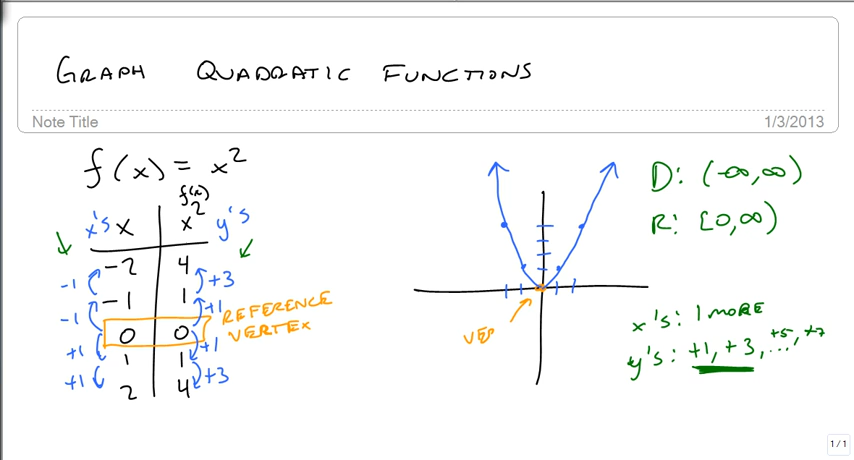 GRAPH QUADRATIC FUNCTIONS
Note Title
1/3/2013
f(x) = x²
f(x)
x's x x² y's
-2 4
-1 +3
-1 1
-1 +1
0 0
REFERENCE
VERTEX
+1 +1
1 1
+1 +3
2 4
VER
D: (-∞,∞)
R: [0,∞)
x's: 1 MORE
y's: +1, +3, ..., +5, +7
1 / 1